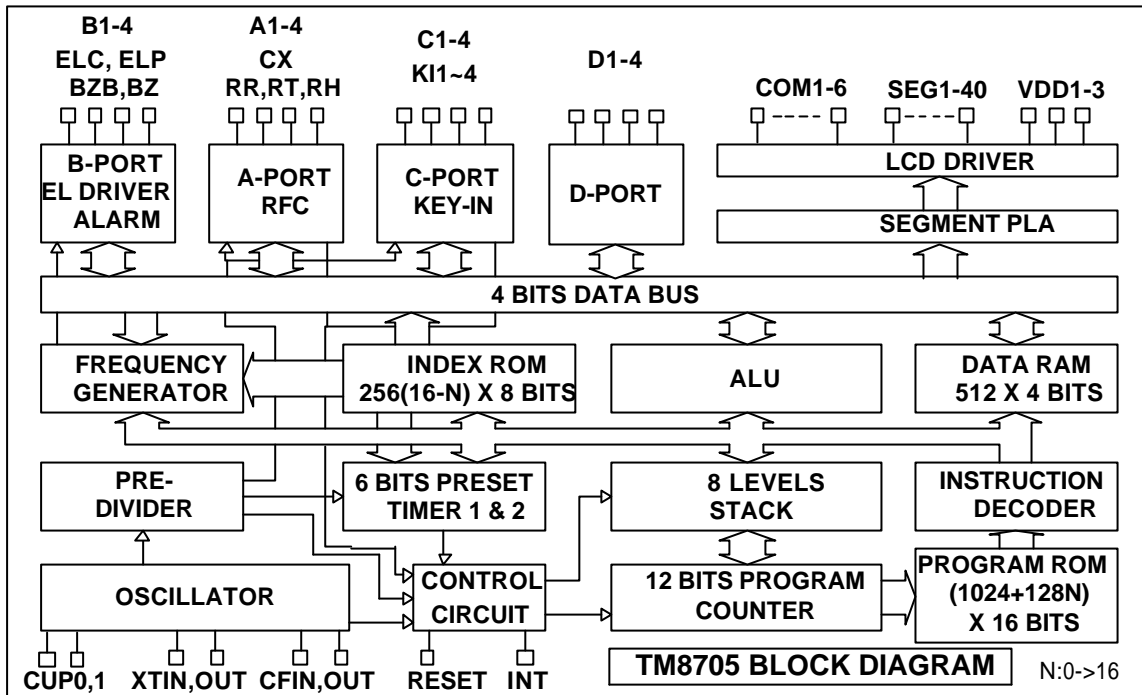 B1-4
ELC, ELP
BZB,BZ
A1-4
CX
RR,RT,RH
C1-4
KI1~4
D1-4
COM1-6
SEG1-40
VDD1-3
B-PORT
EL DRIVER
ALARM
A-PORT
RFC
C-PORT
KEY-IN
D-PORT
LCD DRIVER
SEGMENT PLA
4 BITS DATA BUS
FREQUENCY
GENERATOR
INDEX ROM
256(16-N) X 8 BITS
ALU
DATA RAM
512 X 4 BITS
PRE-
DIVIDER
6 BITS PRESET
TIMER 1 & 2
8 LEVELS
STACK
INSTRUCTION
DECODER
OSCILLATOR
CONTROL
CIRCUIT
12 BITS PROGRAM
COUNTER
PROGRAM ROM
(1024+128N)
X 16 BITS
CUP0,1
XTIN,OUT
CFIN,OUT
RESET
INT
TM8705 BLOCK DIAGRAM
N:0->16